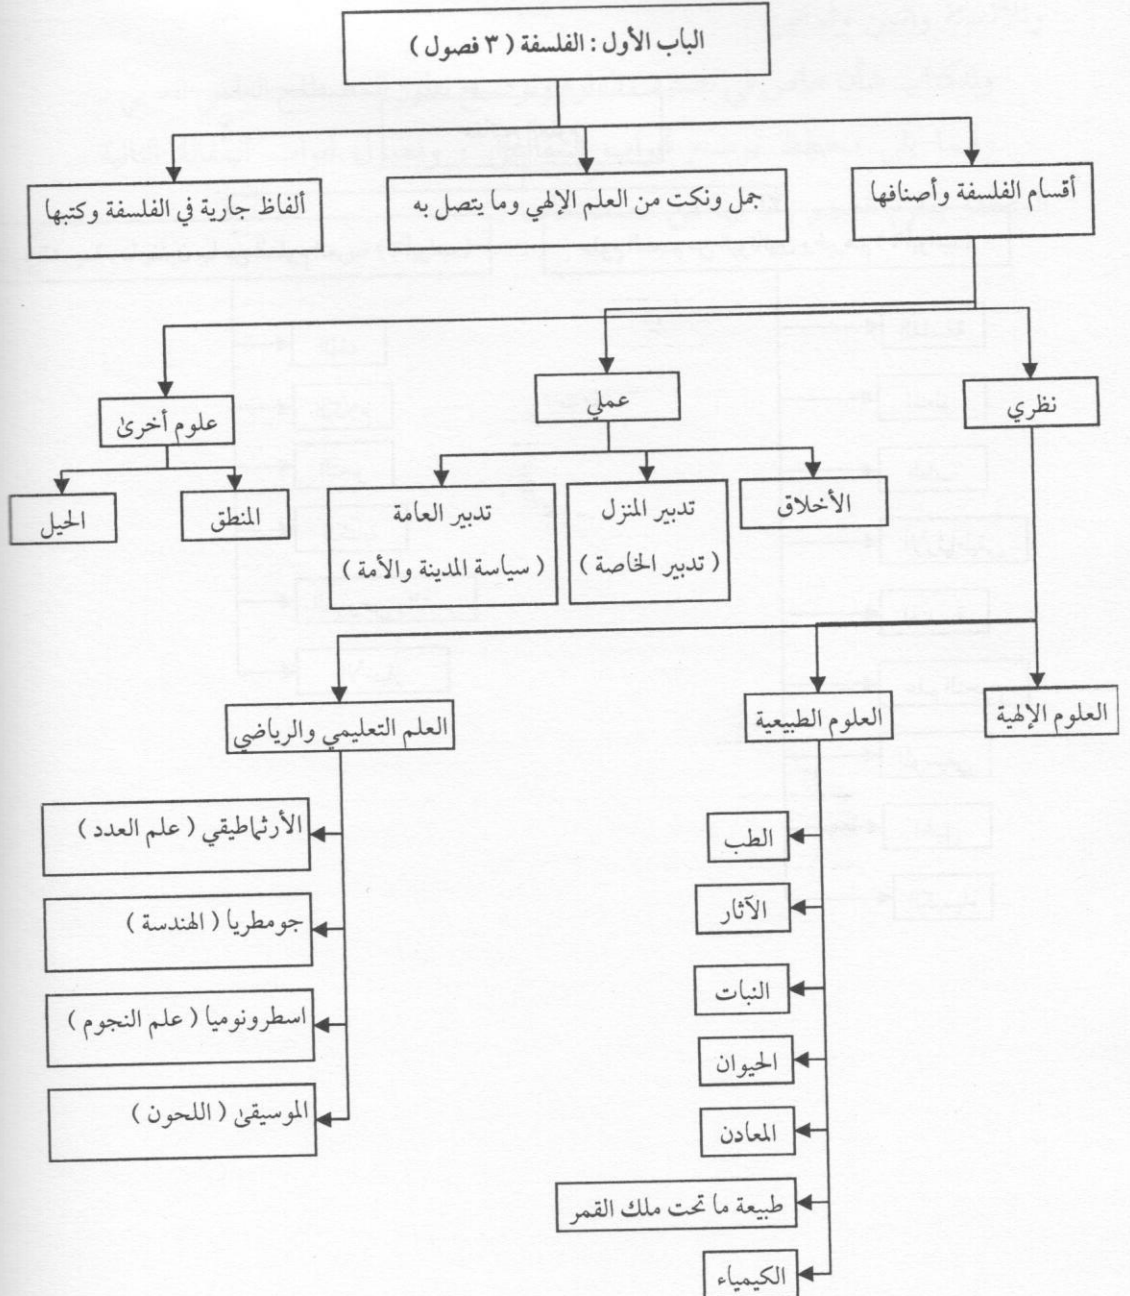 الباب الأول : الفلسفة ( ٣ فصول )
أقسام الفلسفة وأصنافها
جمل ونكت من العلم الإلهي وما يتصل به
ألفاظ جارية في الفلسفة وكتبها
نظري
عملي
علوم أخرىٰ
الأخلاق
تدبير المنزل
( تدبير الخاصة )
تدبير العامة
( سياسة المدينة والأمة )
المنطق
الحيل
العلوم الإلهية
العلوم الطبيعية
العلم التعليمي والرياضي
الطب
الآثار
النبات
الحيوان
المعادن
طبيعة ما تحت ملك القمر
الكيمياء
الأرثماطيقي ( علم العدد )
جومطريا ( الهندسة )
اسطرونوميا ( علم النجوم )
الموسيقىٰ ( اللحون )